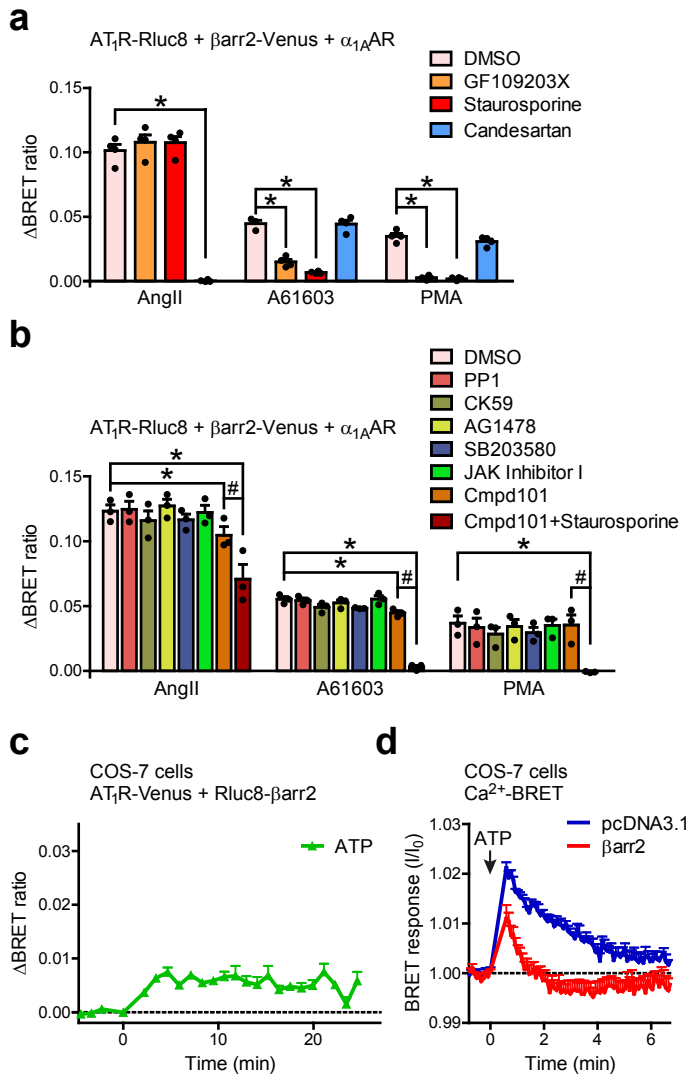 a
AT₁R-Rluc8 + βarr2-Venus + α₁AAR
DMSO
GF109203X
Staurosporine
Candesartan
ΔBRET ratio
0.15
0.10
0.05
0.00
*
*
*
*
*
AngII
A61603
PMA
b
DMSO
PP1
CK59
AG1478
SB203580
JAK Inhibitor I
Cmpd101
Cmpd101+Staurosporine
AT₁R-Rluc8 + βarr2-Venus + α₁AAR
ΔBRET ratio
0.15
0.10
0.05
0.00
*
*
#
*
*
#
*
#
AngII
A61603
PMA
c
COS-7 cells
AT₁R-Venus + Rluc8-βarr2
ATP
ΔBRET ratio
0.03
0.02
0.01
0.00
0
10
20
Time (min)
d
COS-7 cells
Ca²⁺-BRET
pcDNA3.1
βarr2
ATP
BRET response (I/I₀)
1.03
1.02
1.01
1.00
0.99
0
2
4
6
Time (min)